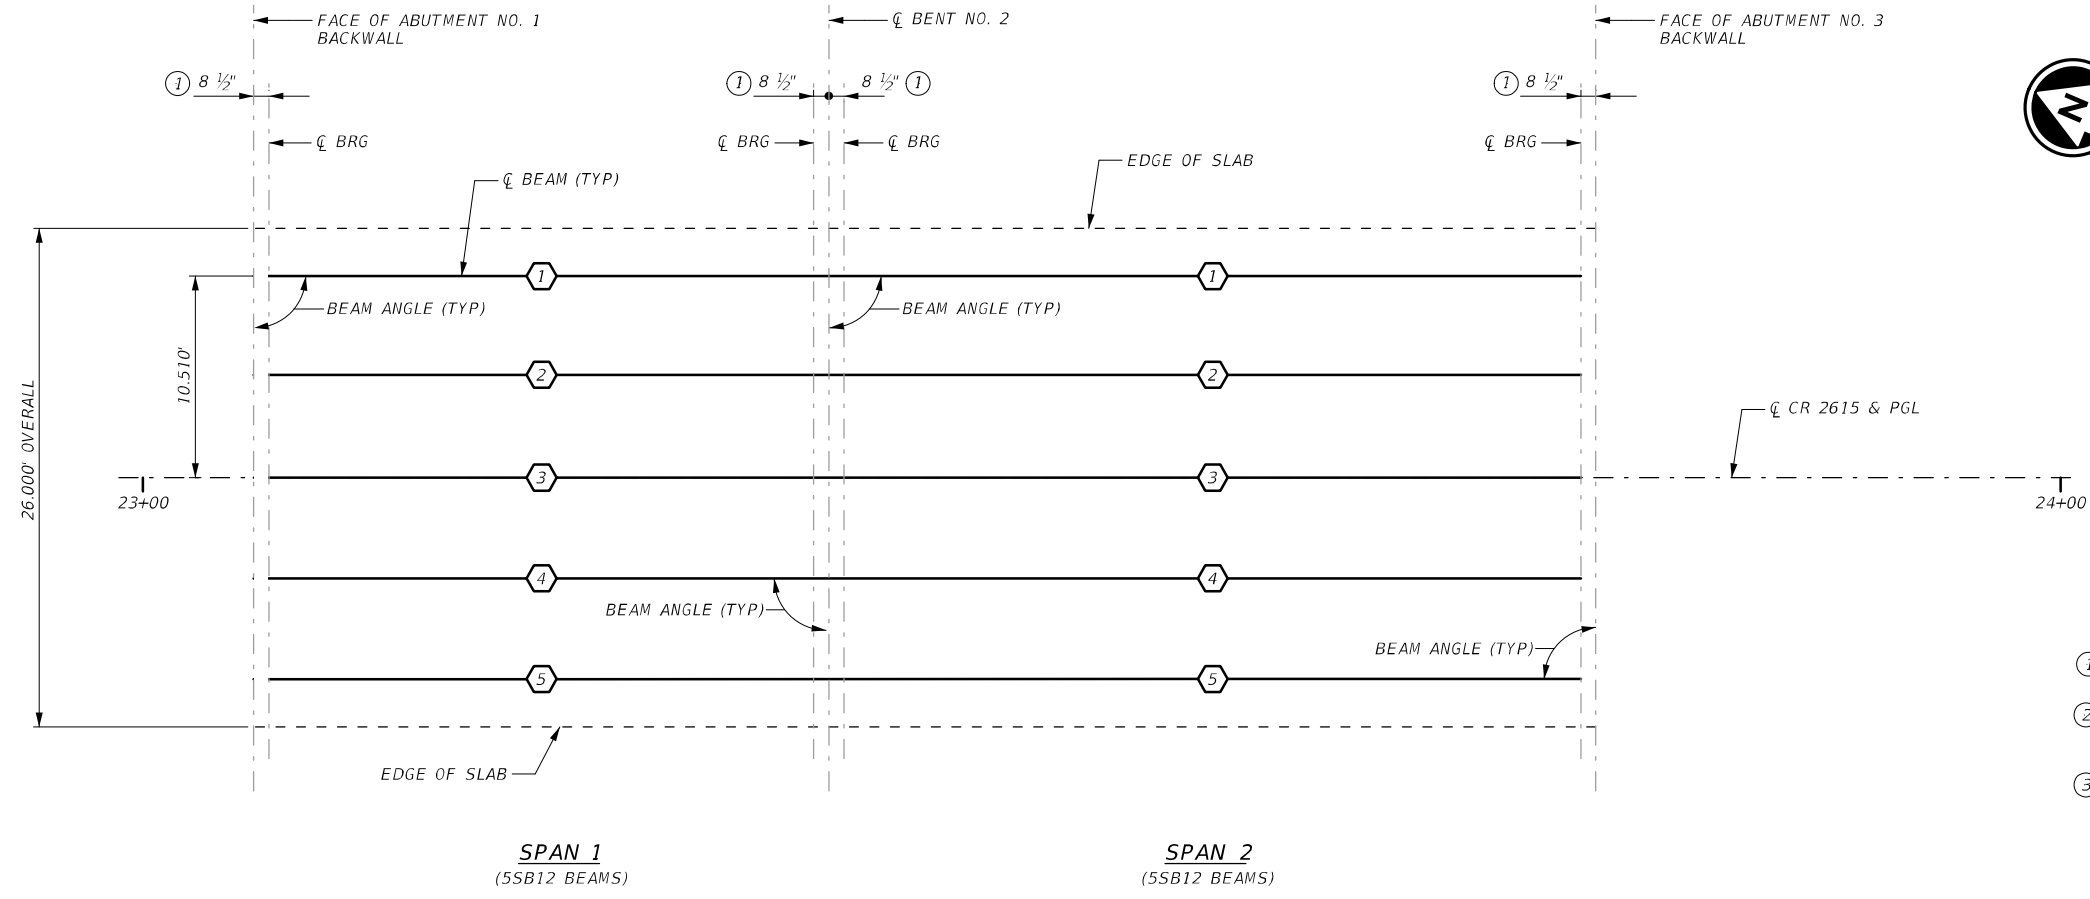 FACE OF ABUTMENT NO. 1
BACKWALL
℄ BENT NO. 2
FACE OF ABUTMENT NO. 3
BACKWALL
1 8 ½"
1 8 ½"
8 ½" 1
1 8 ½"
℄ BRG
℄ BRG
℄ BRG
℄ BRG
N
℄ BEAM (TYP)
EDGE OF SLAB
1
1
BEAM ANGLE (TYP)
BEAM ANGLE (TYP)
10.510'
26.000' OVERALL
2
2
℄ CR 2615 & PGL
3
3
23+00
24+00
4
4
BEAM ANGLE (TYP)
BEAM ANGLE (TYP)
5
5
1
2
3
EDGE OF SLAB
SPAN 1
(5SB12 BEAMS)
SPAN 2
(5SB12 BEAMS)